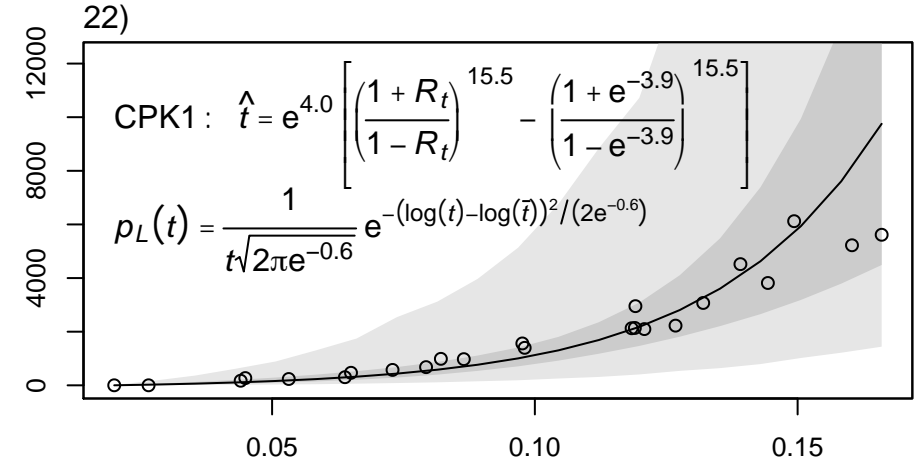 22)
12000
8000
4000
0
CPK1 : t̂ = e^4.0 [((1 + R_t)/(1 − R_t))^15.5 − ((1 + e^−3.9)/(1 − e^−3.9))^15.5]
p_L(t) = 1/(t√(2πe^−0.6)) e^−(log(t)−log(t̄))^2/(2e^−0.6)
0.05 0.10 0.15